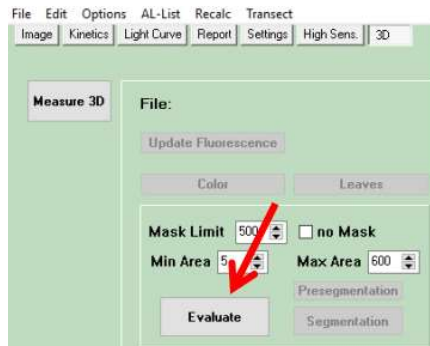 File Edit Options AL-List Recalc Transect
Image Kinetics Light Curve Report Settings High Sens. 3D
Measure 3D
File:
Update Fluorescence
Color Leaves
Mask Limit 500 no Mask
Min Area 5 Max Area 600
Presegmentation
Evaluate
Segmentation